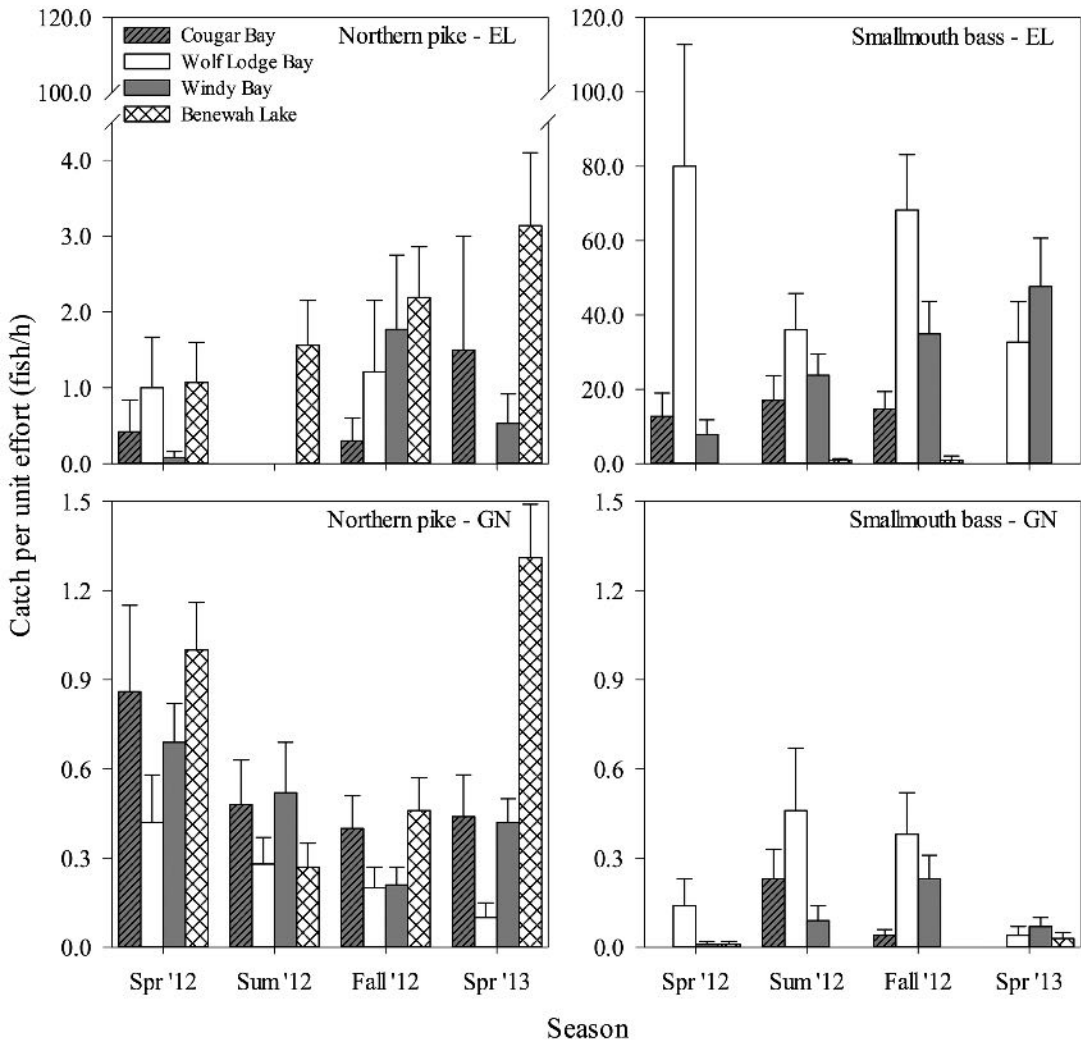 120.0
100.0
4.0
3.0
2.0
1.0
0.0
Cougar Bay
Wolf Lodge Bay
Windy Bay
Benewah Lake
Northern pike - EL
120.0
100.0
80.0
60.0
40.0
20.0
0.0
Smallmouth bass - EL
Catch per unit effort (fish/h)
1.5
1.2
0.9
0.6
0.3
0.0
Northern pike - GN
Spr '12 Sum '12 Fall '12 Spr '13
1.5
1.2
0.9
0.6
0.3
0.0
Smallmouth bass - GN
Spr '12 Sum '12 Fall '12 Spr '13
Season